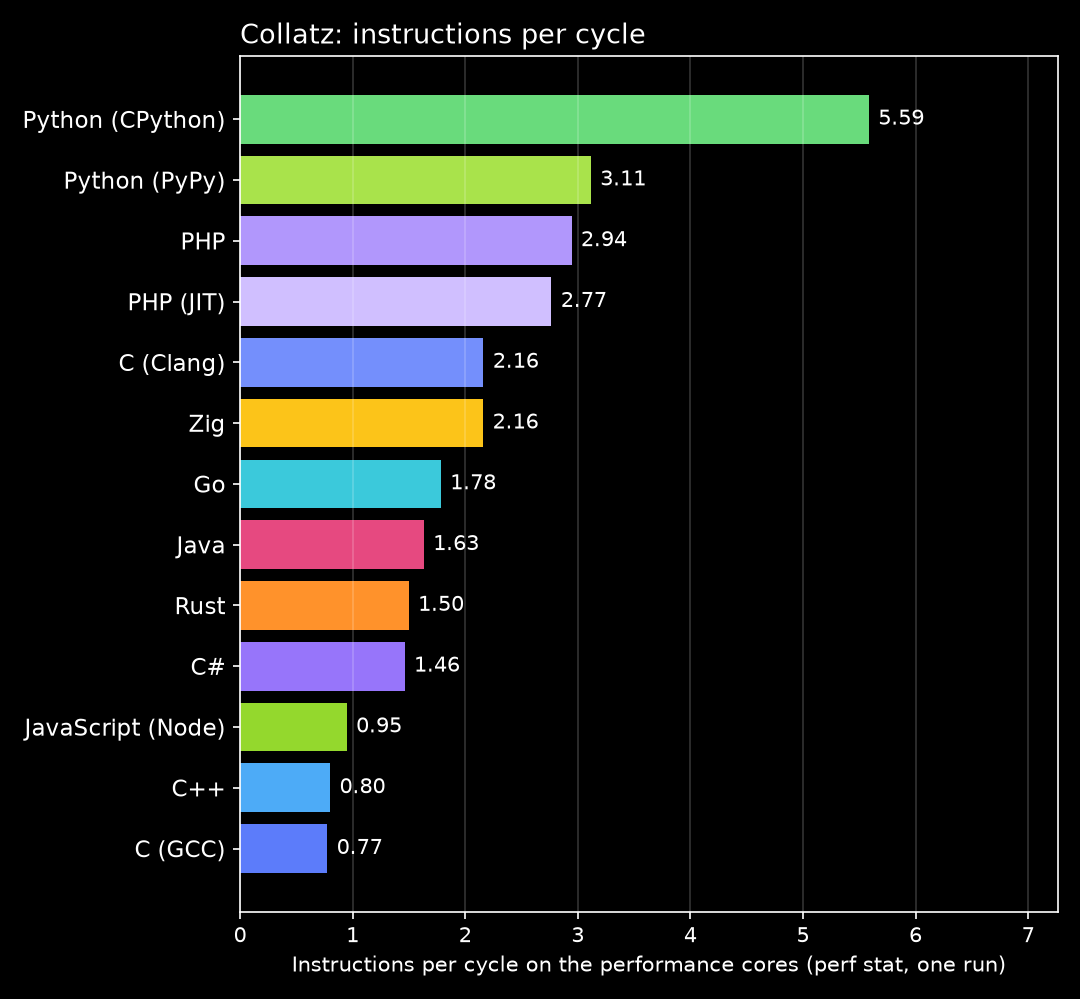 Collatz: instructions per cycle
Python (CPython) 5.59
Python (PyPy) 3.11
PHP 2.94
PHP (JIT) 2.77
C (Clang) 2.16
Zig 2.16
Go 1.78
Java 1.63
Rust 1.50
C# 1.46
JavaScript (Node) 0.95
C++ 0.80
C (GCC) 0.77
0 1 2 3 4 5 6 7
Instructions per cycle on the performance cores (perf stat, one run)